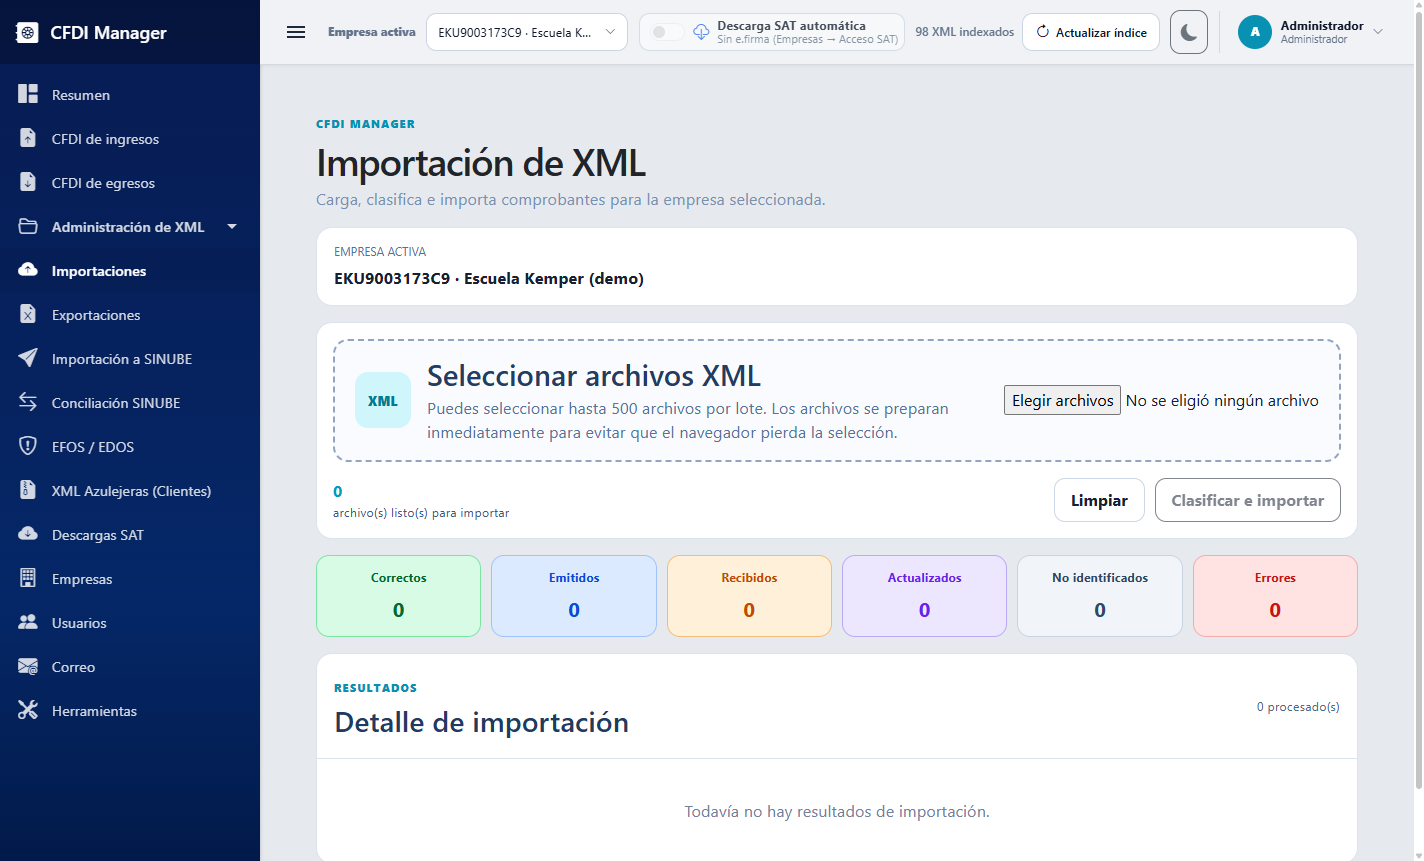 CFDI Manager
Resumen
CFDI de ingresos
CFDI de egresos
Administración de XML
Importaciones
Exportaciones
Importación a SINUBE
Conciliación SINUBE
EFOS / EDOS
XML Azulejeras (Clientes)
Descargas SAT
Empresas
Usuarios
Correo
Herramientas
Empresa activa
EKU9003173C9 · Escuela K...
Descarga SAT automática
Sin e.firma (Empresas → Acceso SAT)
98 XML indexados
Actualizar índice
A
Administrador
Administrador
CFDI MANAGER
Importación de XML
Carga, clasifica e importa comprobantes para la empresa seleccionada.
EMPRESA ACTIVA
EKU9003173C9 · Escuela Kemper (demo)
XML
Seleccionar archivos XML
Puedes seleccionar hasta 500 archivos por lote. Los archivos se preparan
inmediatamente para evitar que el navegador pierda la selección.
Elegir archivos No se eligió ningún archivo
0
archivo(s) listo(s) para importar
Limpiar
Clasificar e importar
Correctos
0
Emitidos
0
Recibidos
0
Actualizados
0
No identificados
0
Errores
0
RESULTADOS
Detalle de importación
0 procesado(s)
Todavía no hay resultados de importación.